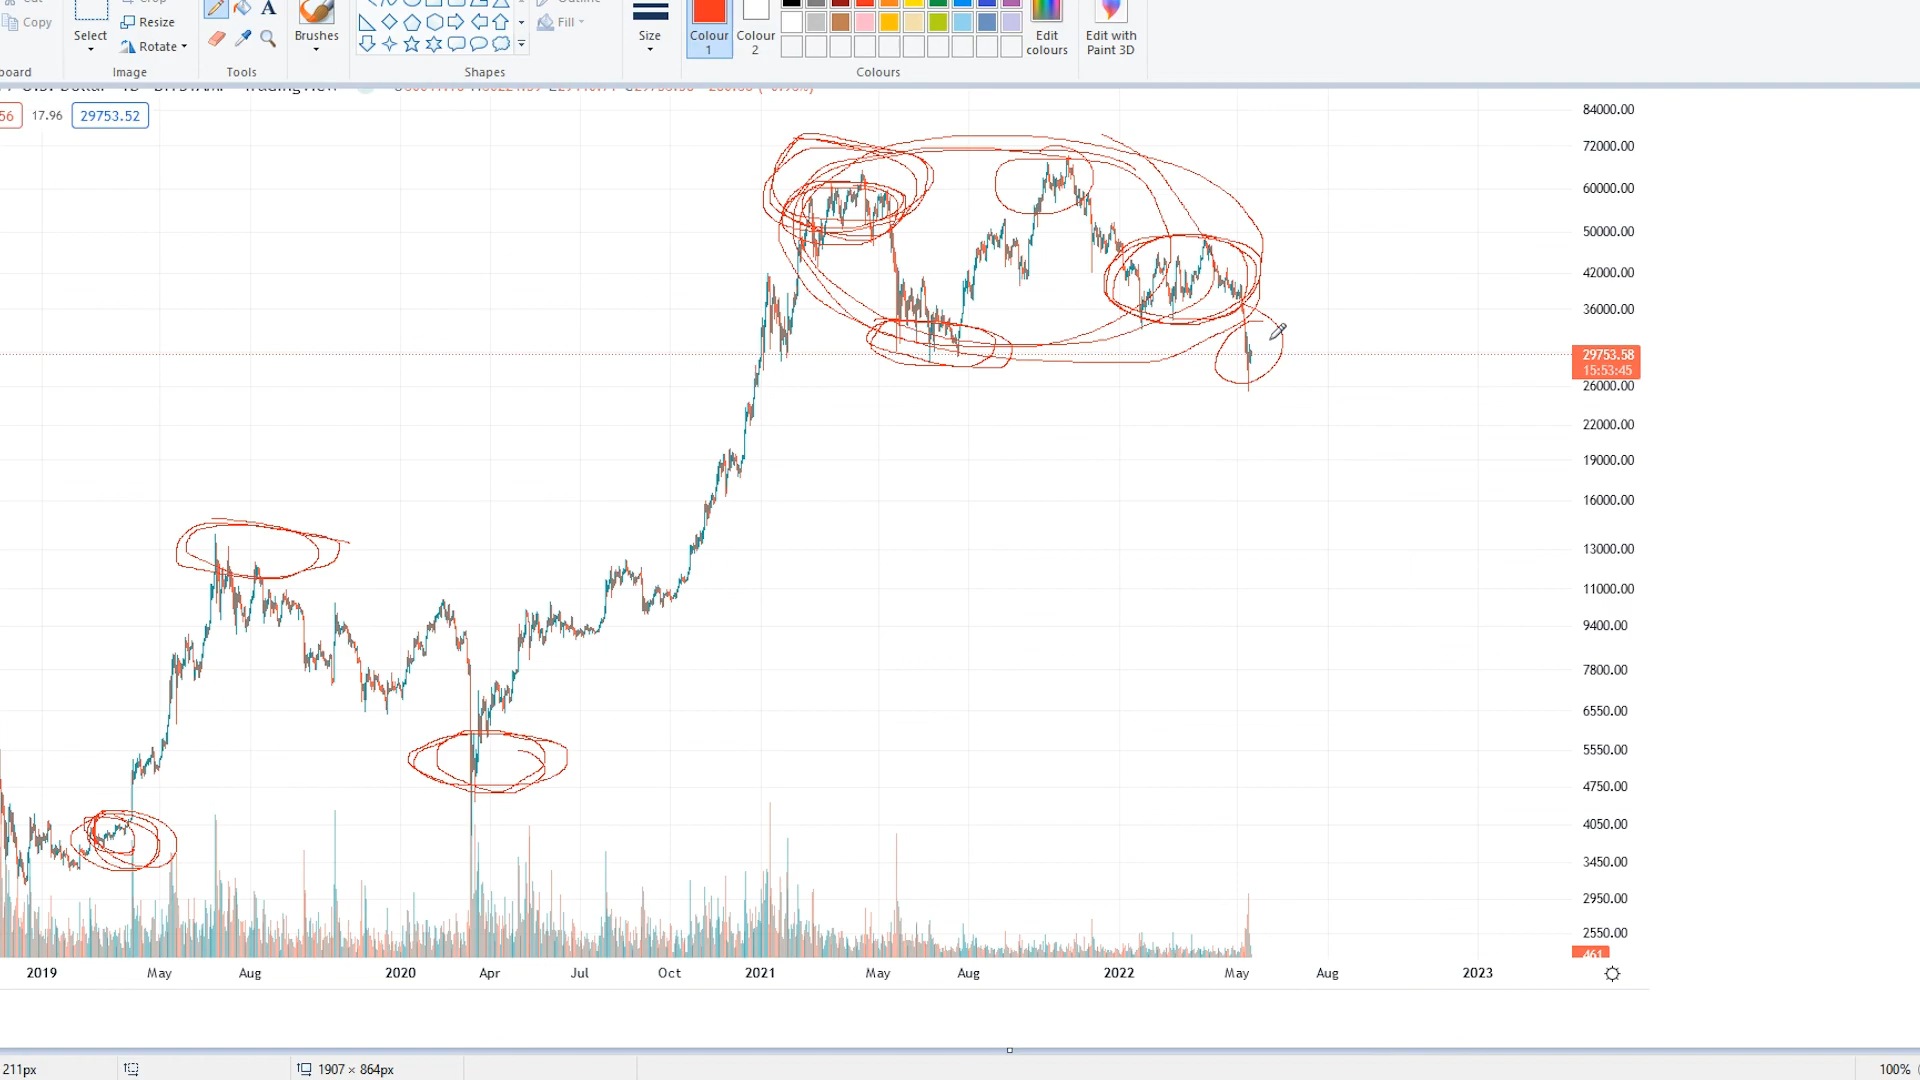 Copy
Select
Resize
Rotate
Brushes
Fill
Size
Colour 1
Colour 2
Edit colours
Edit with Paint 3D
Image
Tools
Shapes
Colours
56
17.96
29753.52
84000.00
72000.00
60000.00
50000.00
42000.00
36000.00
29753.58
15:53:45
26000.00
22000.00
19000.00
16000.00
13000.00
11000.00
9400.00
7800.00
6550.00
5550.00
4750.00
4050.00
3450.00
2950.00
2550.00
461
2019 May Aug 2020 Apr Jul Oct 2021 May Aug 2022 May Aug 2023
211px
1907 × 864px
100%